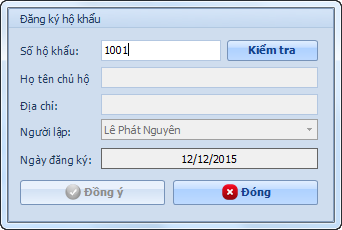 Đăng ký hộ khẩu
Số hộ khẩu: 1001 Kiểm tra
Họ tên chủ hộ
Địa chỉ:
Người lập: Lê Phát Nguyên
Ngày đăng ký: 12/12/2015
Đồng ý Đóng